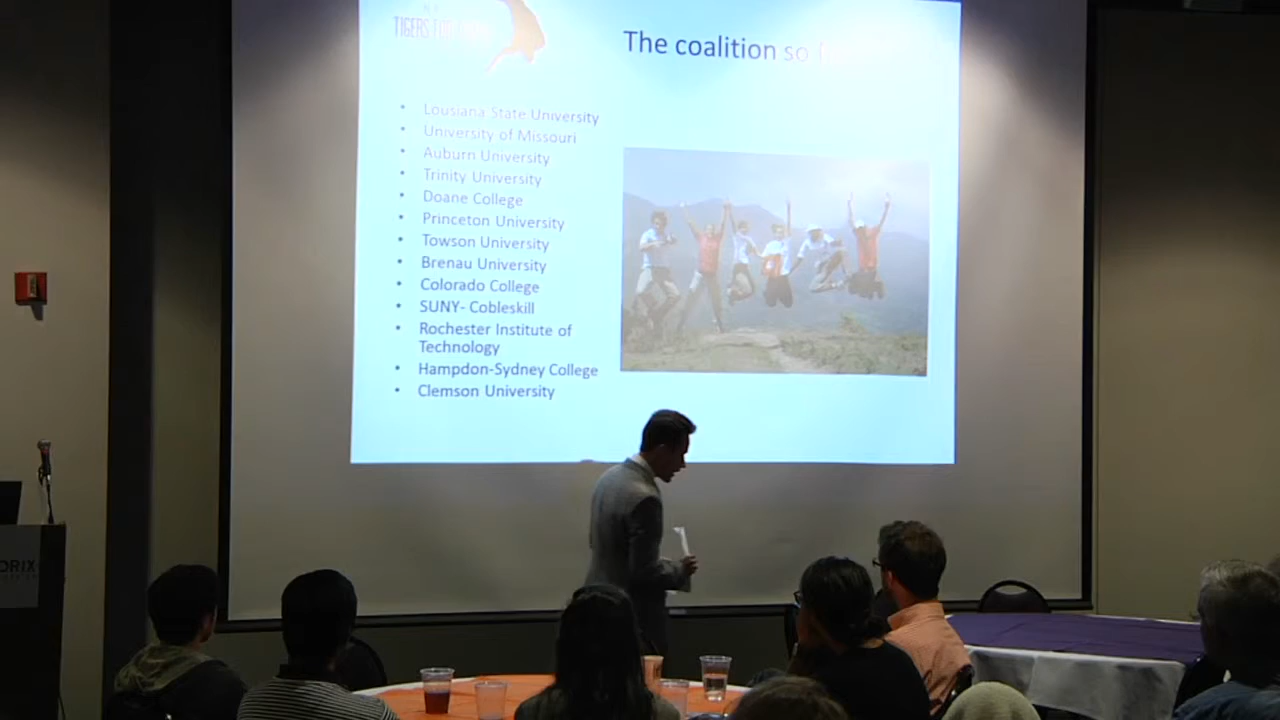 TIGERS FOR
The coalition so
• Lousiana State University
• University of Missouri
• Auburn University
• Trinity University
• Doane College
• Princeton University
• Towson University
• Brenau University
• Colorado College
• SUNY- Cobleskill
• Rochester Institute of
Technology
• Hampdon-Sydney College
• Clemson University